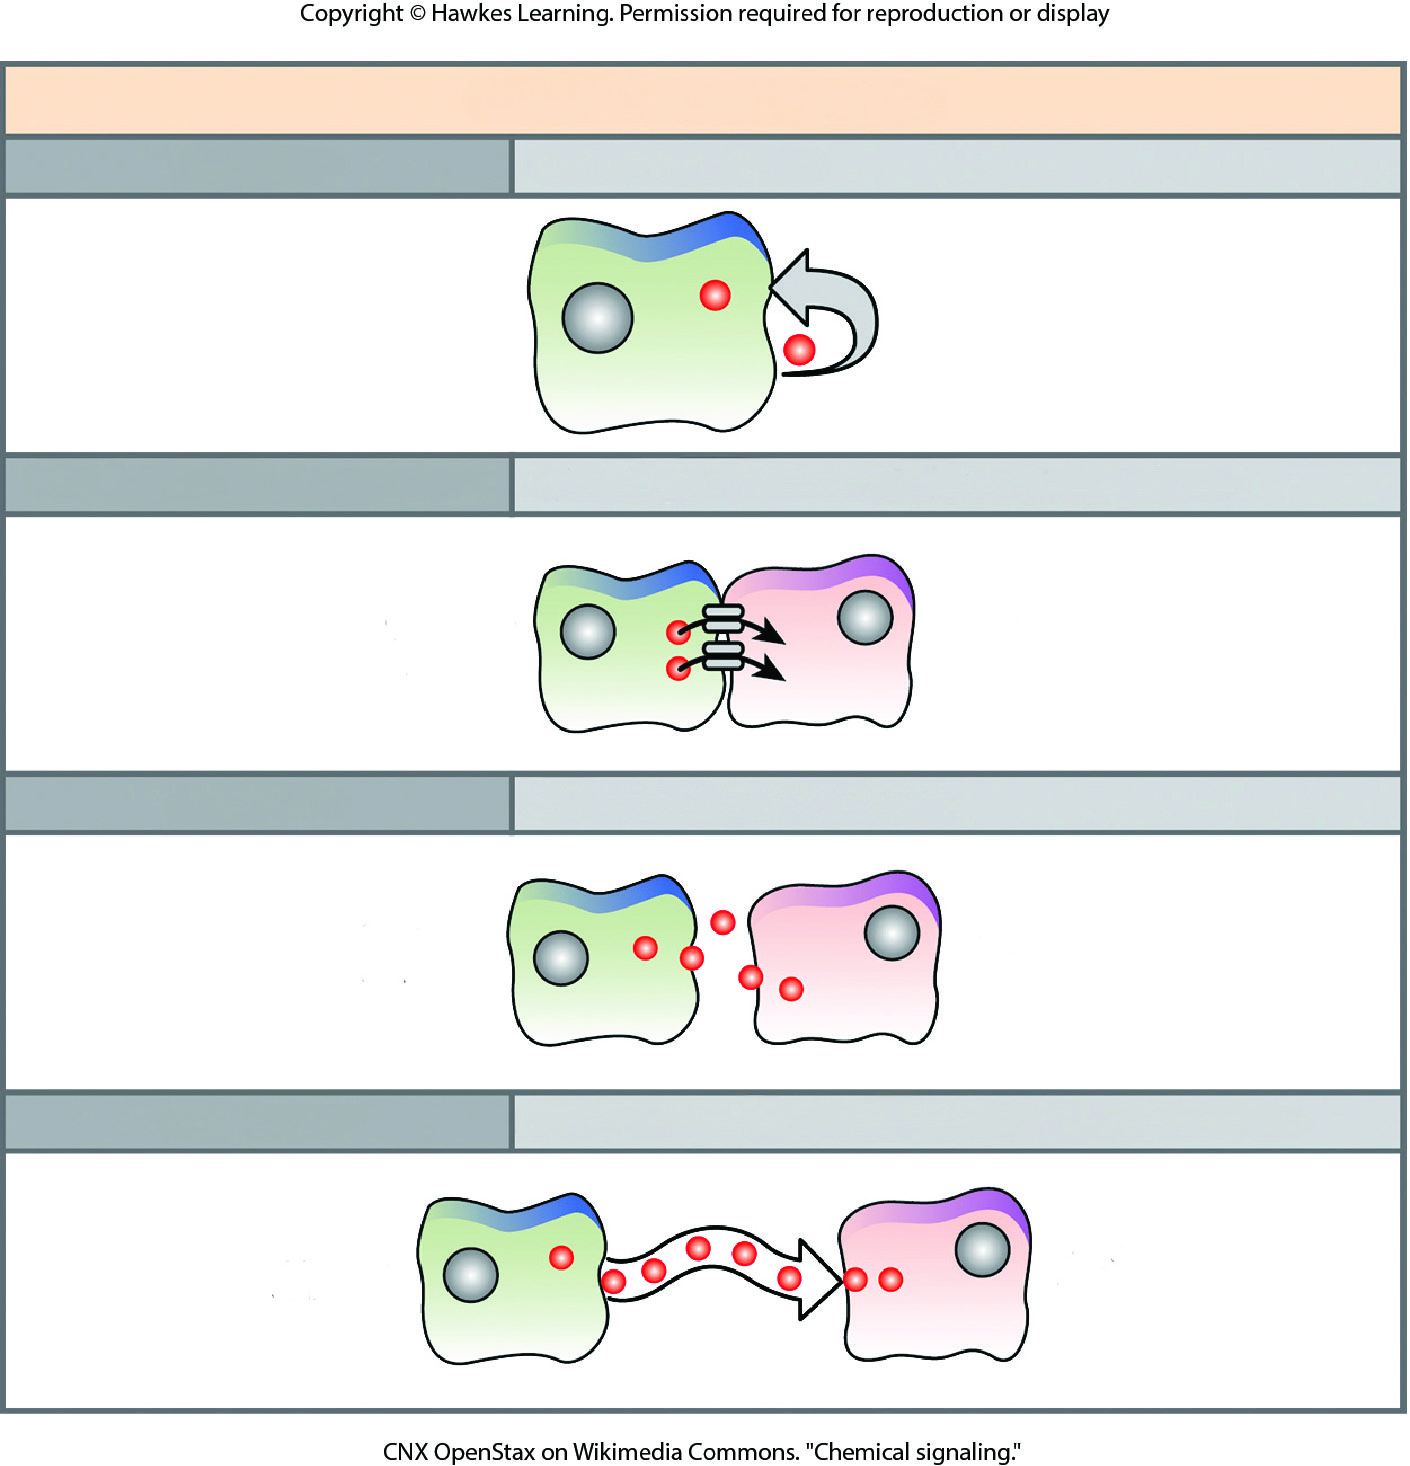 Copyright © Hawkes Learning. Permission required for reproduction or display
CNX OpenStax on Wikimedia Commons. "Chemical signaling."